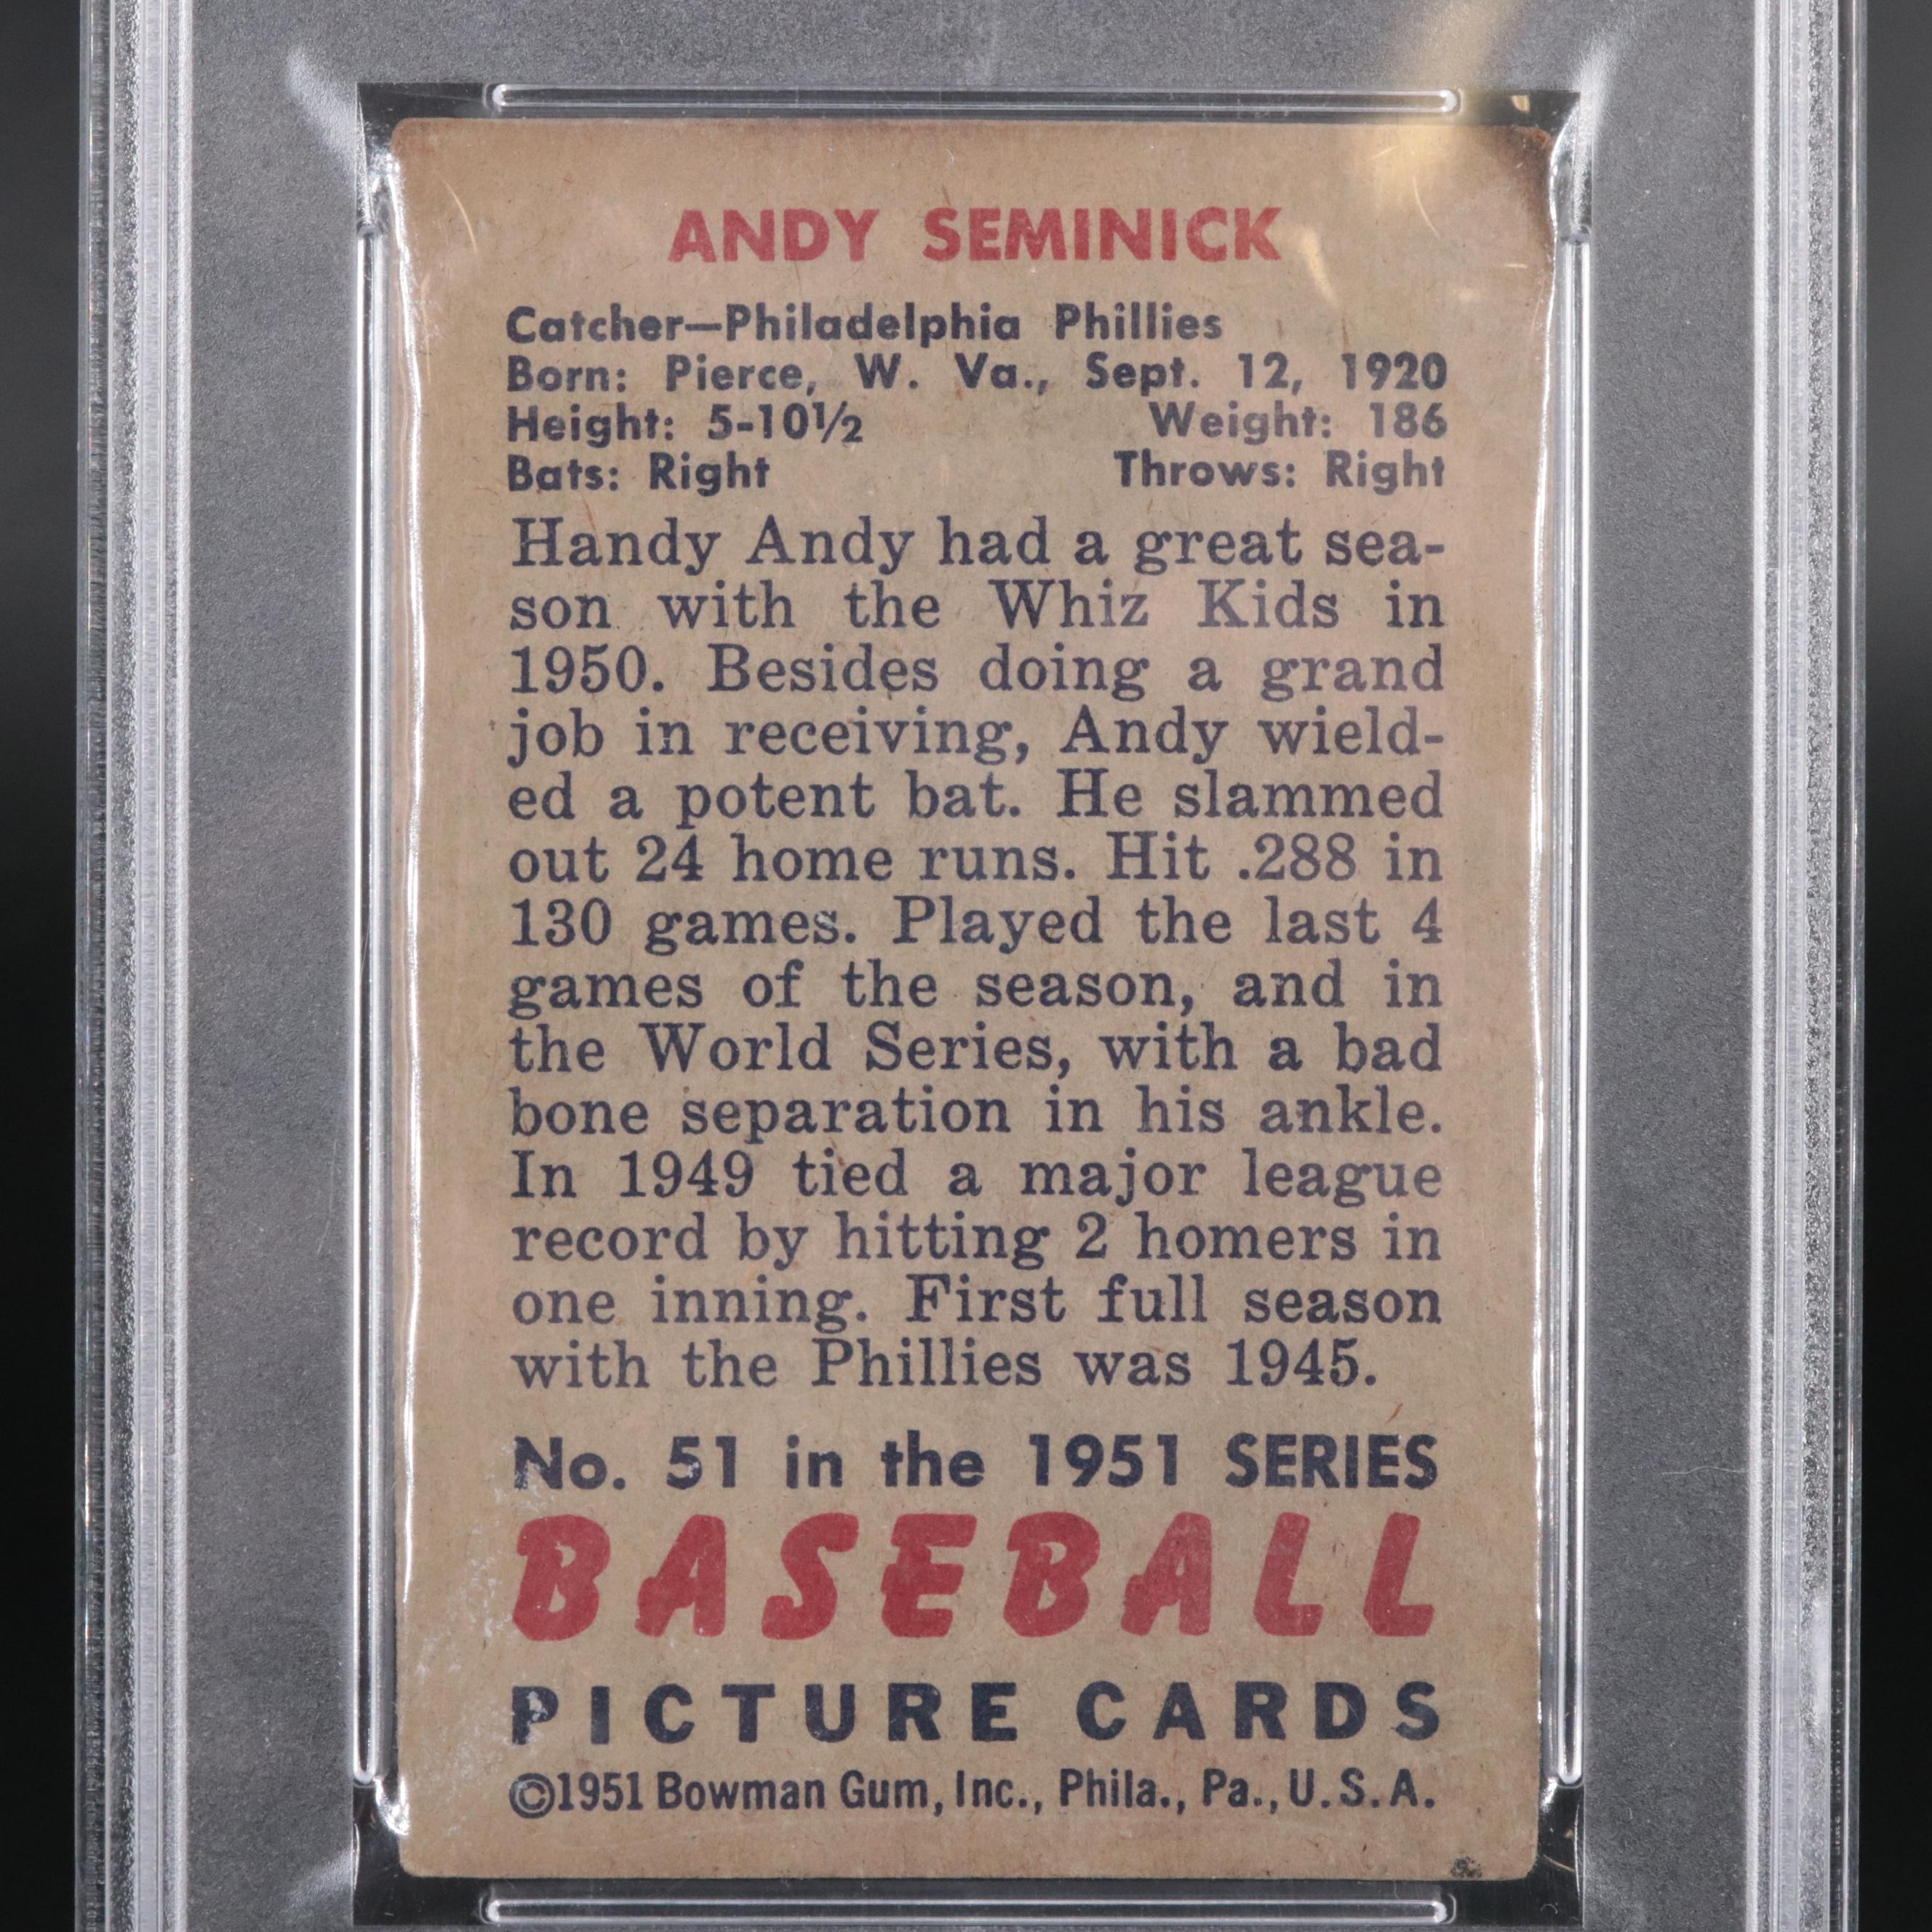 ANDY SEMINICK
Catcher—Philadelphia Phillies
Born: Pierce, W. Va., Sept. 12, 1920
Height: 5-10½ Weight: 186
Bats: Right Throws: Right
Handy Andy had a great sea-
son with the Whiz Kids in
1950. Besides doing a grand
job in receiving, Andy wield-
ed a potent bat. He slammed
out 24 home runs. Hit .288 in
130 games. Played the last 4
games of the season, and in
the World Series, with a bad
bone separation in his ankle.
In 1949 tied a major league
record by hitting 2 homers in
one inning. First full season
with the Phillies was 1945.
No. 51 in the 1951 SERIES
BASEBALL
PICTURE CARDS
©1951 Bowman Gum, Inc., Phila., Pa., U.S.A.